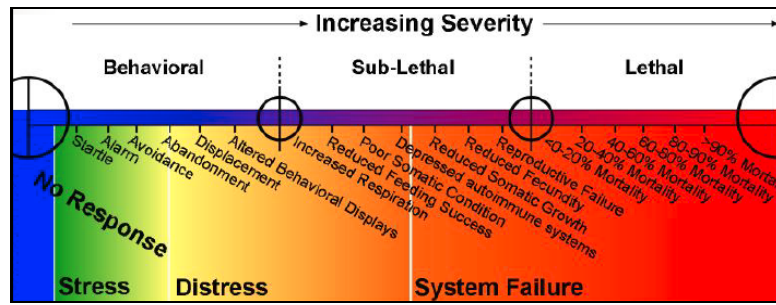 Increasing Severity
Behavioral
Sub-Lethal
Lethal
No Response
Startle
Alarm
Avoidance
Abandonment
Displacement
Altered Behavioral Displays
Increased Respiration
Reduced Feeding Success
Poor Somatic Condition
Depressed autoimmune systems
Reduced Somatic Growth
Reduced Fecundity
Reproductive Failure
<0-20% Mortality
20-40% Mortality
40-60% Mortality
60-80% Mortality
80-90% Mortality
>90% Morta
Stress
Distress
System Failure